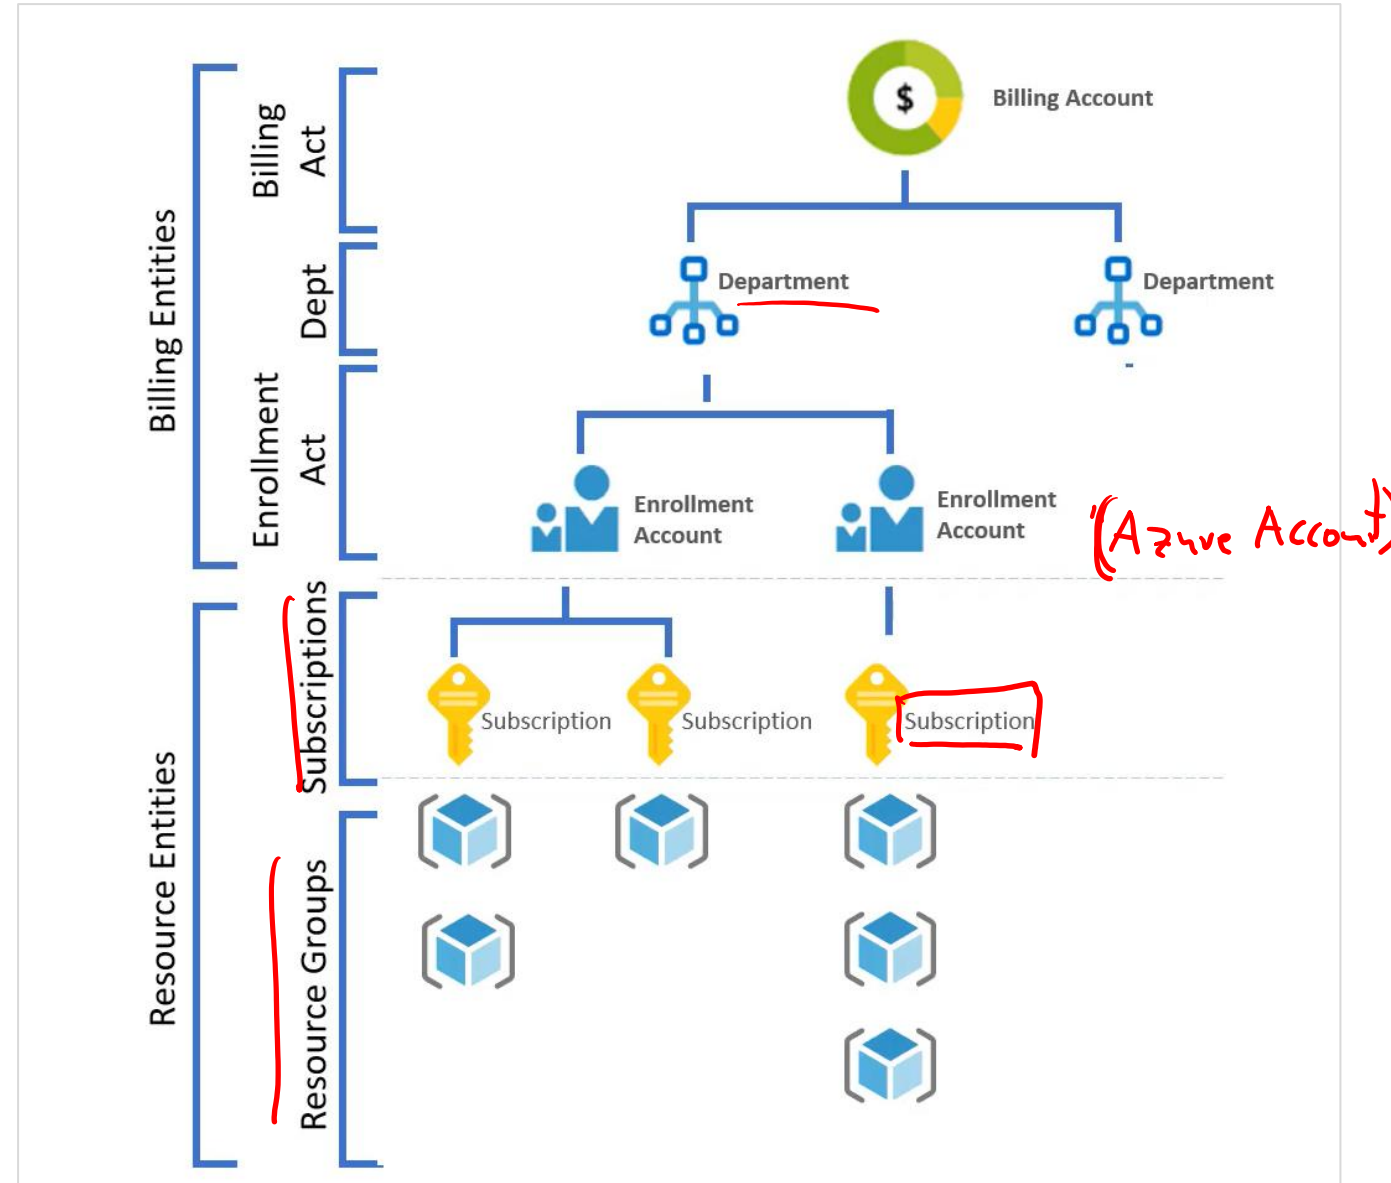 $
Billing Account
Billing Entities
Billing
Act
Dept
Department
Department
Enrollment
Act
Enrollment
Account
Enrollment
Account
(Azure Account)
Resource Entities
Subscriptions
Subscription
Subscription
Subscription
Resource Groups